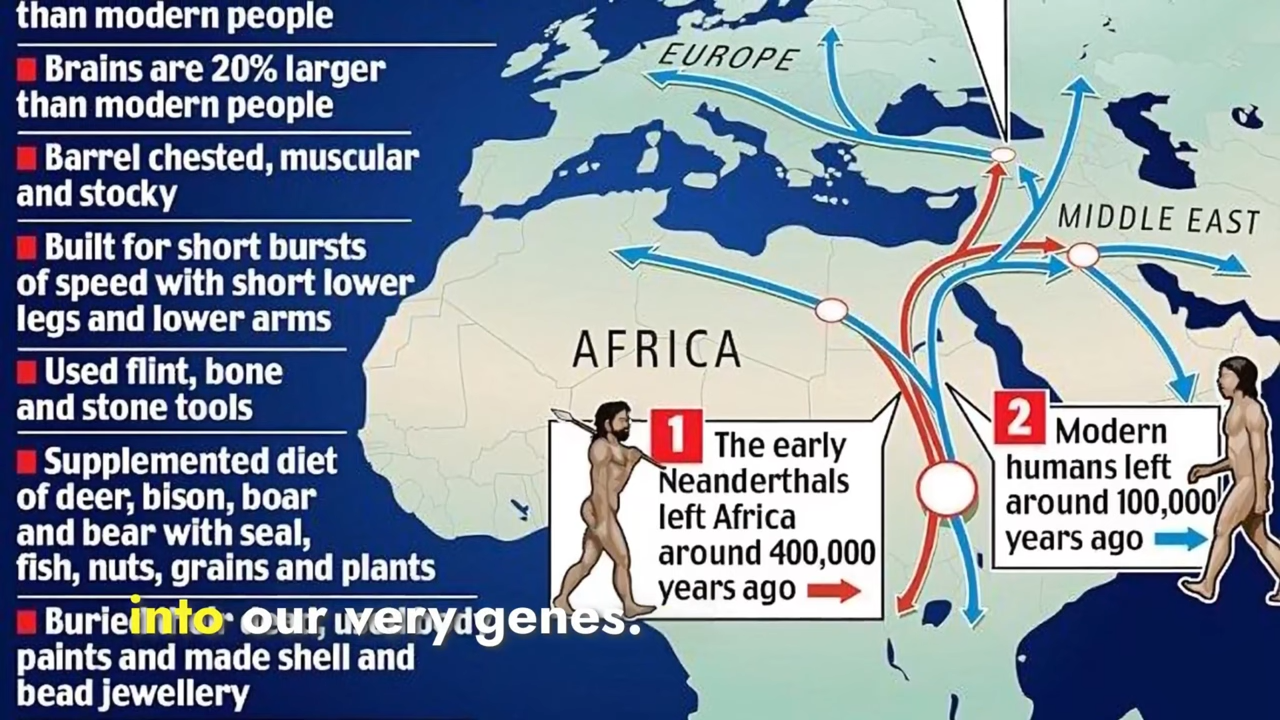 than modern people
■ Brains are 20% larger
than modern people
■ Barrel chested, muscular
and stocky
■ Built for short bursts
of speed with short lower
legs and lower arms
■ Used flint, bone
and stone tools
■ Supplemented diet
of deer, bison, boar
and bear with seal,
fish, nuts, grains and plants
■ Buried
paints and made shell and
bead jewellery
into our very genes.
EUROPE
MIDDLE EAST
AFRICA
1 The early
Neanderthals
left Africa
around 400,000
years ago
2 Modern
humans left
around 100,000
years ago